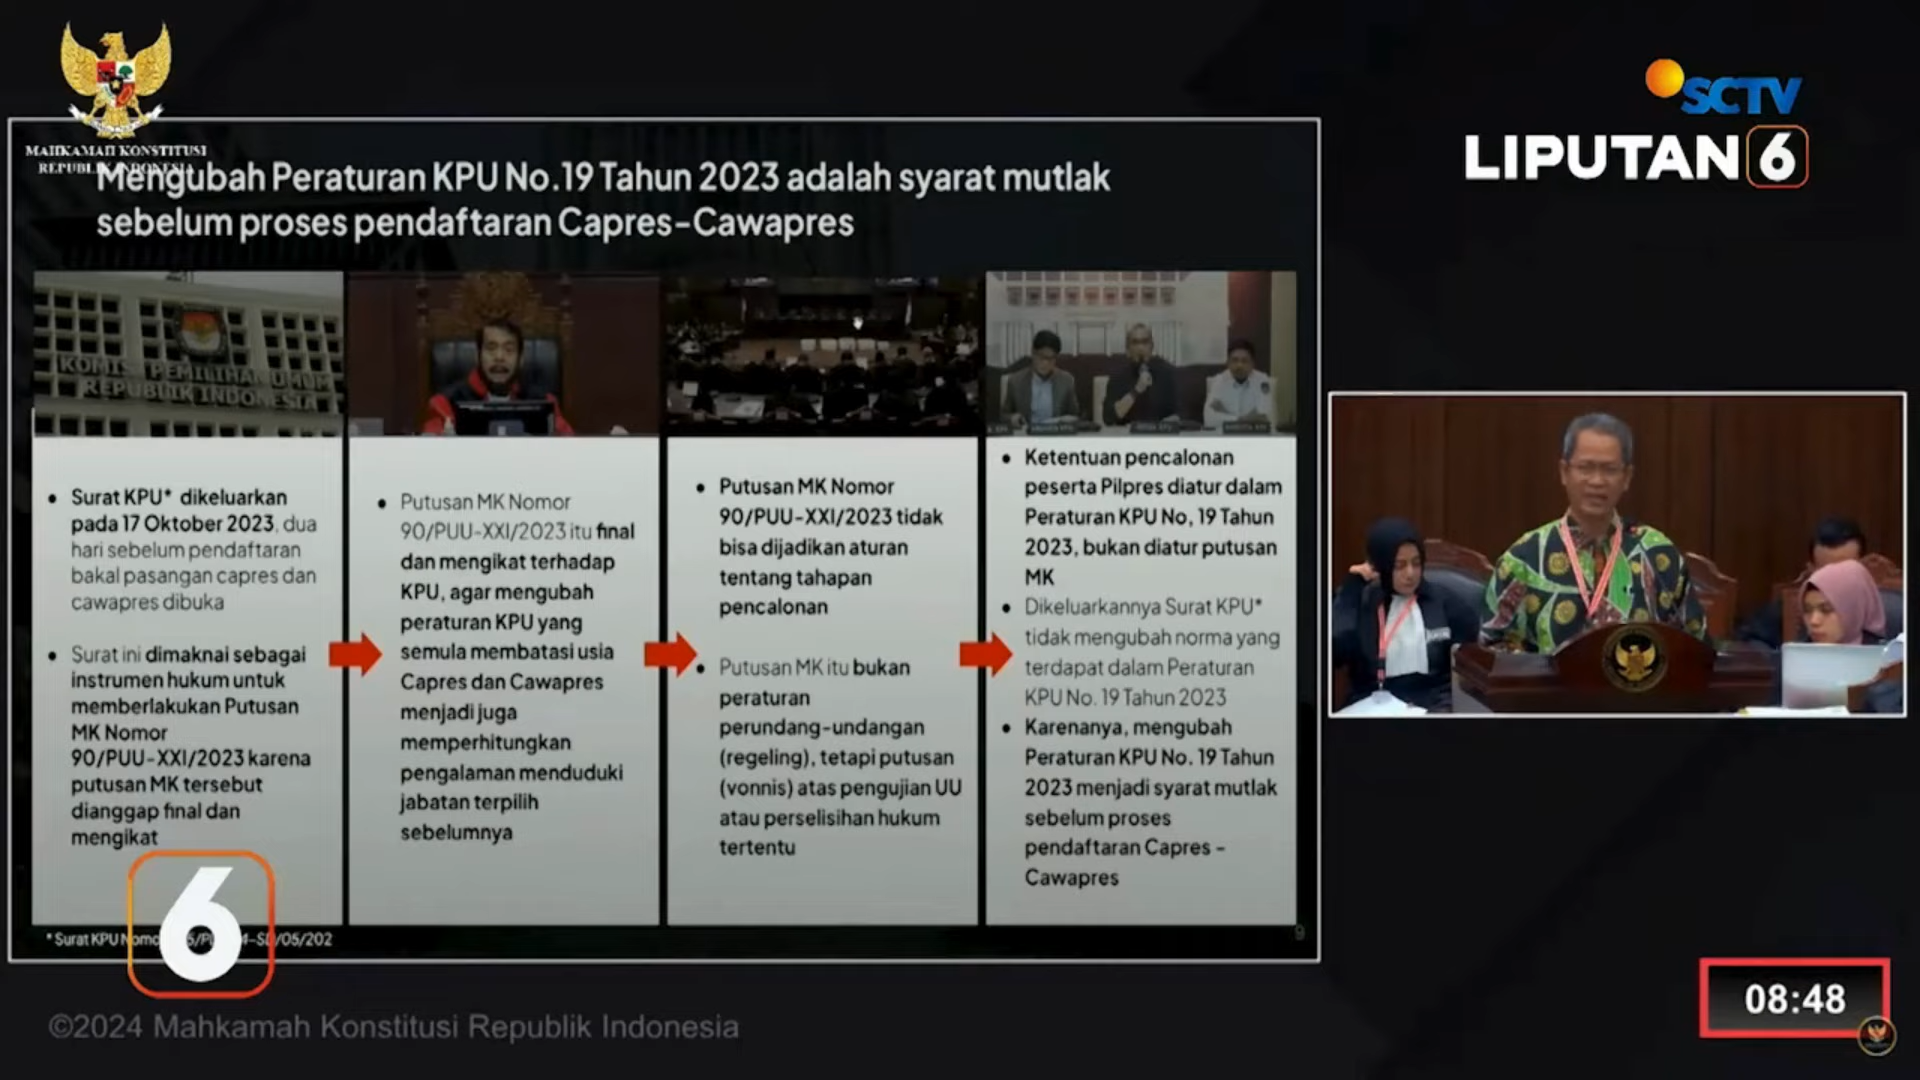 MAHKAMAH KONSTITUSI
REPUBLIK INDONESIA
SCTV
LIPUTAN 6
Mengubah Peraturan KPU No.19 Tahun 2023 adalah syarat mutlak
sebelum proses pendaftaran Capres-Cawapres
KOMISI PEMILIHAN UMUM
REPUBLIK INDONESIA
• Surat KPU* dikeluarkan
pada 17 Oktober 2023, dua
hari sebelum pendaftaran
bakal pasangan capres dan
cawapres dibuka
• Surat ini dimaknai sebagai
instrumen hukum untuk
memberlakukan Putusan
MK Nomor
90/PUU-XXI/2023 karena
putusan MK tersebut
dianggap final dan
mengikat
• Putusan MK Nomor
90/PUU-XXI/2023 itu final
dan mengikat terhadap
KPU, agar mengubah
peraturan KPU yang
semula membatasi usia
Capres dan Cawapres
menjadi juga
memperhitungkan
pengalaman menduduki
jabatan terpilih
sebelumnya
• Putusan MK Nomor
90/PUU-XXI/2023 tidak
bisa dijadikan aturan
tentang tahapan
pencalonan
• Putusan MK itu bukan
peraturan
perundang-undangan
(regeling), tetapi putusan
(vonnis) atas pengujian UU
atau perselisihan hukum
tertentu
• Ketentuan pencalonan
peserta Pilpres diatur dalam
Peraturan KPU No, 19 Tahun
2023, bukan diatur putusan
MK
• Dikeluarkannya Surat KPU*
tidak mengubah norma yang
terdapat dalam Peraturan
KPU No. 19 Tahun 2023
• Karenanya, mengubah
Peraturan KPU No. 19 Tahun
2023 menjadi syarat mutlak
sebelum proses
pendaftaran Capres -
Cawapres
* Surat KPU
/05/202
9
6
08:48
©2024 Mahkamah Konstitusi Republik Indonesia